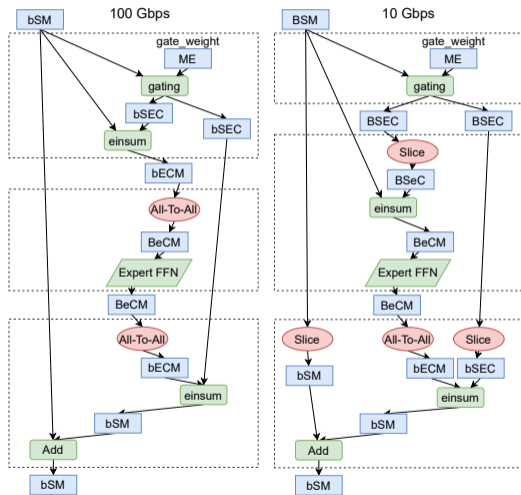 100 Gbps
bSM
gate_weight
ME
gating
bSEC
bSEC
einsum
bECM
All-To-All
BeCM
Expert FFN
BeCM
All-To-All
bECM
einsum
bSM
Add
bSM
10 Gbps
BSM
gate_weight
ME
gating
BSEC
BSEC
Slice
BSeC
einsum
BeCM
Expert FFN
BeCM
Slice
All-To-All
Slice
bSM
bECM
bSEC
einsum
bSM
Add
bSM